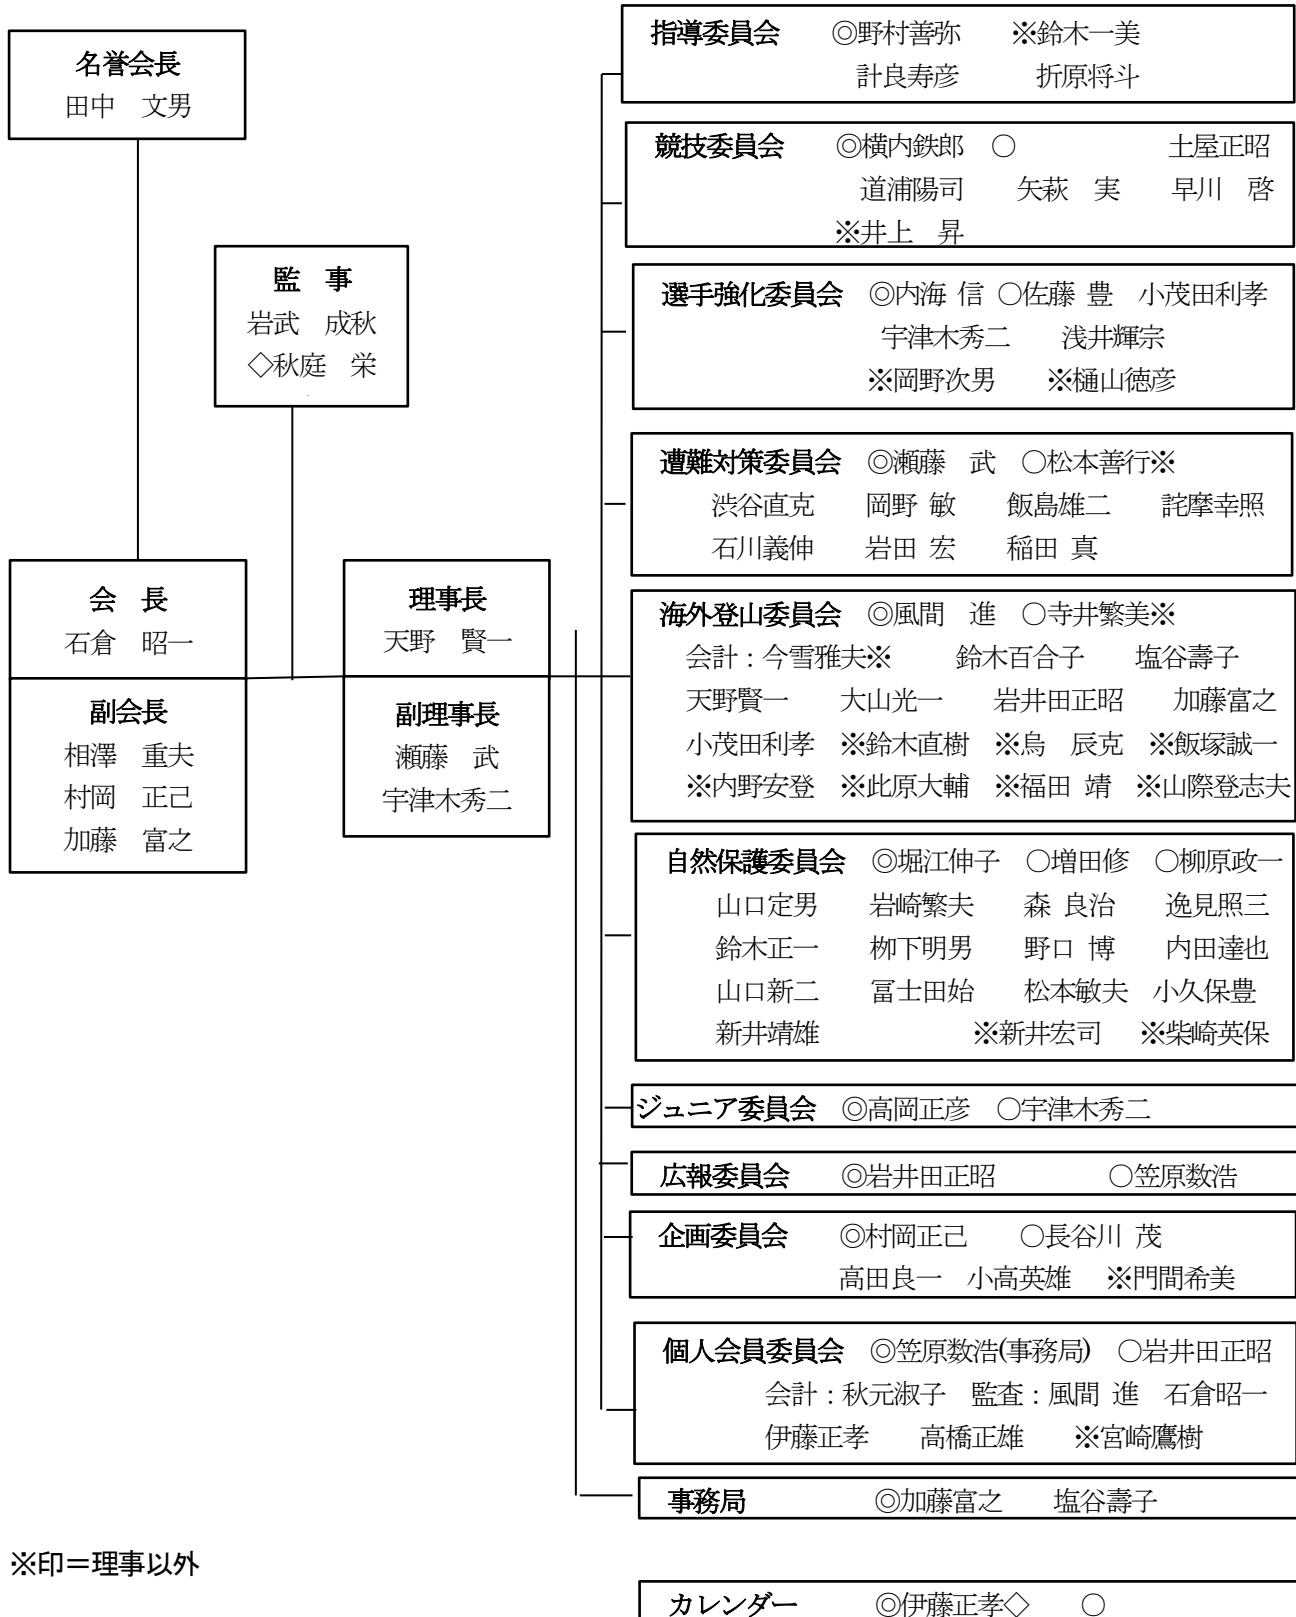 名誉会長
田中　文男
監　事
岩武　成秋
◇秋庭　栄
会　長
石倉　昭一
副会長
相澤　重夫
村岡　正己
加藤　富之
理事長
天野　賢一
副理事長
瀬藤　武
宇津木秀二
指導委員会　◎野村善弥　※鈴木一美
計良寿彦　折原将斗
競技委員会　◎横内鉄郎　○　土屋正昭
道浦陽司　矢萩　実　早川　啓
※井上　昇
選手強化委員会　◎内海 信 ○佐藤 豊　小茂田利孝
宇津木秀二　浅井輝宗
※岡野次男　※樋山徳彦
遭難対策委員会　◎瀬藤　武　○松本善行※
渋谷直克　岡野 敏　飯島雄二　詫摩幸照
石川義伸　岩田 宏　稲田 真
海外登山委員会　◎風間　進　○寺井繁美※
会計：今雪雅夫※　鈴木百合子　塩谷壽子
天野賢一　大山光一　岩井田正昭　加藤富之
小茂田利孝　※鈴木直樹　※烏　辰克　※飯塚誠一
※内野安登　※此原大輔　※福田 靖　※山際登志夫
自然保護委員会　◎堀江伸子　○増田修　○柳原政一
山口定男　岩崎繁夫　森 良治　逸見照三
鈴木正一　栁下明男　野口 博　内田達也
山口新二　冨士田始　松本敏夫　小久保豊
新井靖雄　※新井宏司　※柴崎英保
ジュニア委員会　◎高岡正彦　○宇津木秀二
広報委員会　◎岩井田正昭　○笠原数浩
企画委員会　◎村岡正己　○長谷川 茂
高田良一　小高英雄　※門間希美
個人会員委員会　◎笠原数浩(事務局)　○岩井田正昭
会計：秋元淑子　監査：風間 進　石倉昭一
伊藤正孝　高橋正雄　※宮崎鷹樹
事務局　◎加藤富之　塩谷壽子
※印＝理事以外
カレンダー　◎伊藤正孝◇　○